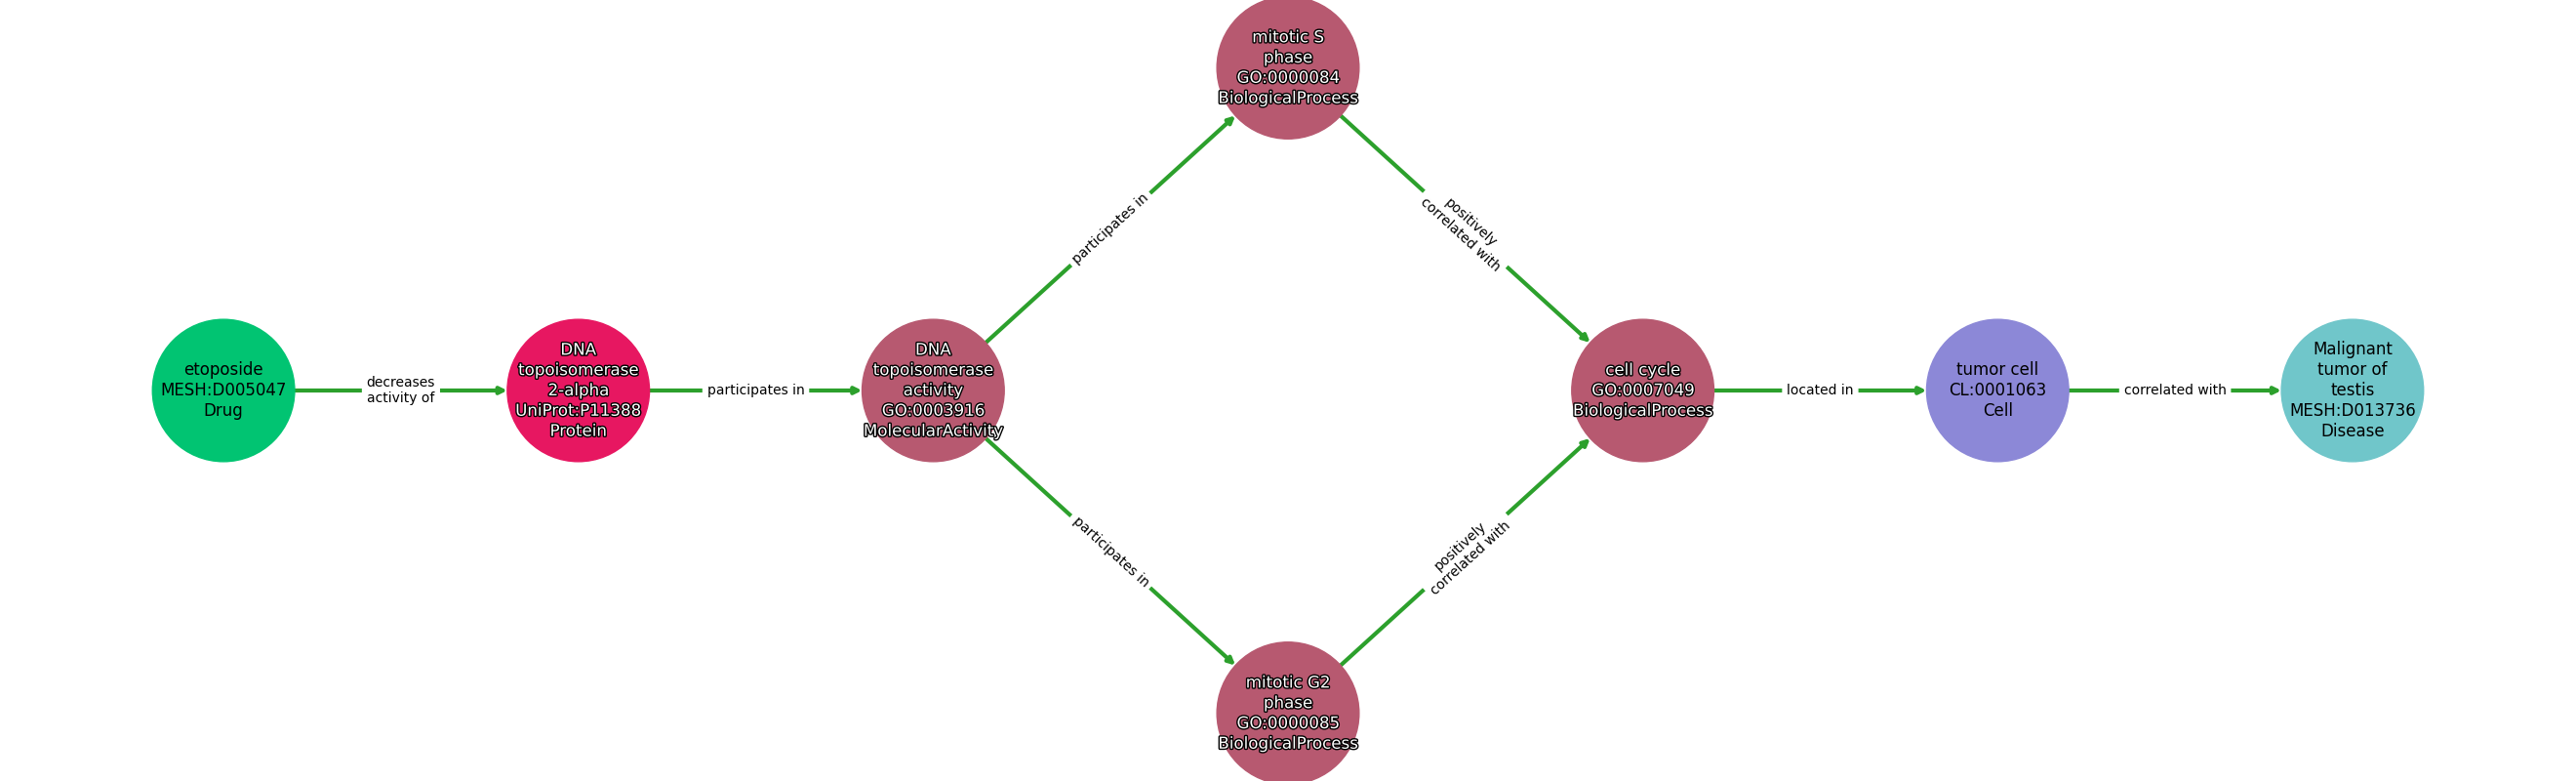 mitotic S
phase
GO:0000084
BiologicalProcess
participates in
positively
correlated with
etoposide
MESH:D005047
Drug
decreases
activity of
DNA
topoisomerase
2-alpha
UniProt:P11388
Protein
participates in
DNA
topoisomerase
activity
GO:0003916
MolecularActivity
cell cycle
GO:0007049
BiologicalProcess
located in
tumor cell
CL:0001063
Cell
correlated with
Malignant
tumor of
testis
MESH:D013736
Disease
participates in
positively
correlated with
mitotic G2
phase
GO:0000085
BiologicalProcess